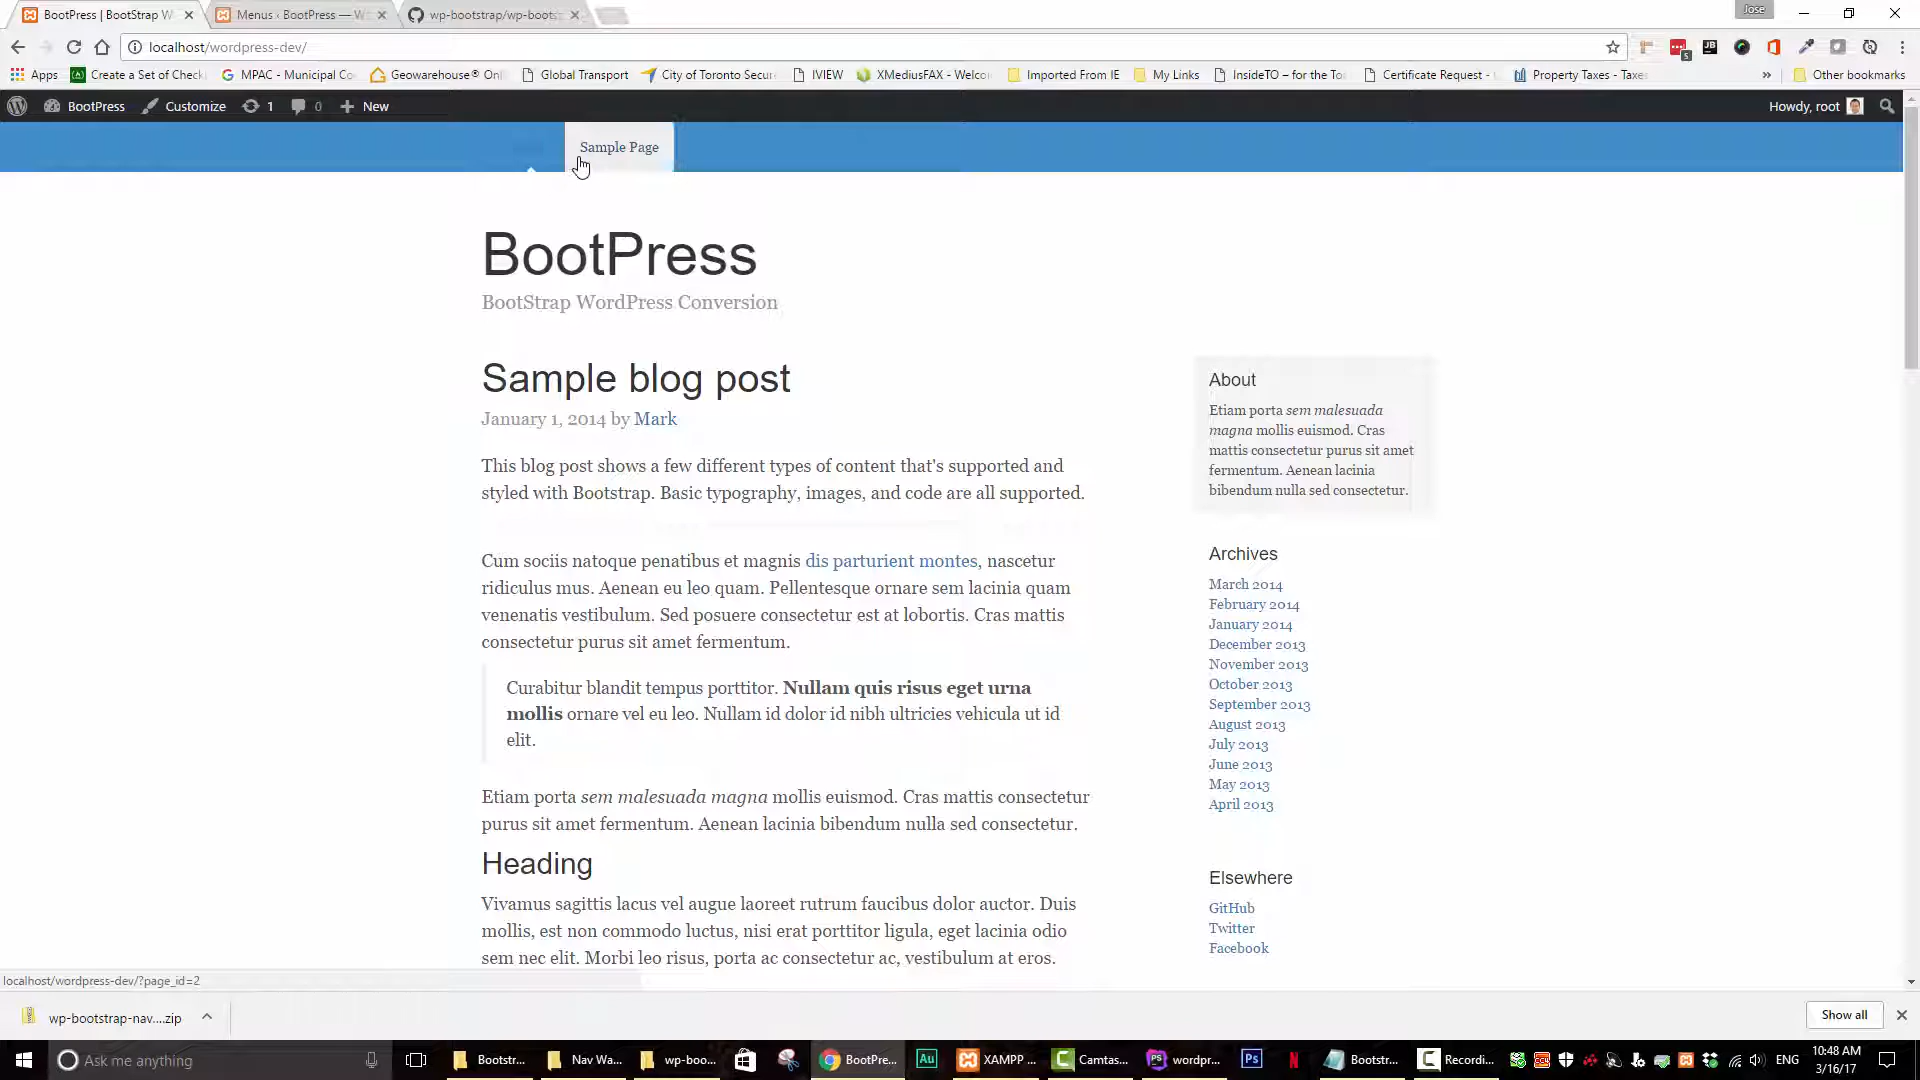 BootPress | BootStrap W
Menus ‹ BootPress — W
wp-bootstrap/wp-boots
Jose
localhost/wordpress-dev/
Apps
Create a Set of Check
MPAC - Municipal Co
Geowarehouse® On
Global Transport
City of Toronto Secu
IVIEW
XMediusFAX - Welco
Imported From IE
My Links
InsideTO – for the To
Certificate Request -
Property Taxes - Taxe
»
Other bookmarks
BootPress
Customize
1
0
New
Howdy, root
Sample Page
BootPress
BootStrap WordPress Conversion
Sample blog post
January 1, 2014 by Mark
This blog post shows a few different types of content that's supported and
styled with Bootstrap. Basic typography, images, and code are all supported.
Cum sociis natoque penatibus et magnis dis parturient montes, nascetur
ridiculus mus. Aenean eu leo quam. Pellentesque ornare sem lacinia quam
venenatis vestibulum. Sed posuere consectetur est at lobortis. Cras mattis
consectetur purus sit amet fermentum.
Curabitur blandit tempus porttitor. Nullam quis risus eget urna
mollis ornare vel eu leo. Nullam id dolor id nibh ultricies vehicula ut id
elit.
Etiam porta sem malesuada magna mollis euismod. Cras mattis consectetur
purus sit amet fermentum. Aenean lacinia bibendum nulla sed consectetur.
Heading
Vivamus sagittis lacus vel augue laoreet rutrum faucibus dolor auctor. Duis
mollis, est non commodo luctus, nisi erat porttitor ligula, eget lacinia odio
sem nec elit. Morbi leo risus, porta ac consectetur ac, vestibulum at eros.
About
Etiam porta sem malesuada
magna mollis euismod. Cras
mattis consectetur purus sit amet
fermentum. Aenean lacinia
bibendum nulla sed consectetur.
Archives
March 2014
February 2014
January 2014
December 2013
November 2013
October 2013
September 2013
August 2013
July 2013
June 2013
May 2013
April 2013
Elsewhere
GitHub
Twitter
Facebook
localhost/wordpress-dev/?page_id=2
wp-bootstrap-nav....zip
Show all
Ask me anything
Bootstr...
Nav Wa...
wp-boo...
BootPre...
Au
XAMPP ...
Camtas...
wordpr...
Ps
Bootstr...
Recordi...
ENG
10:48 AM
3/16/17